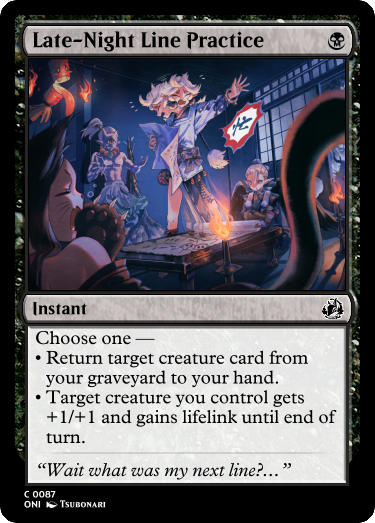 Late-Night Line Practice
Instant
Choose one —
• Return target creature card from
your graveyard to your hand.
• Target creature you control gets
+1/+1 and gains lifelink until end of
turn.
“Wait what was my next line?...”
C 0087
ONI Tsubonari